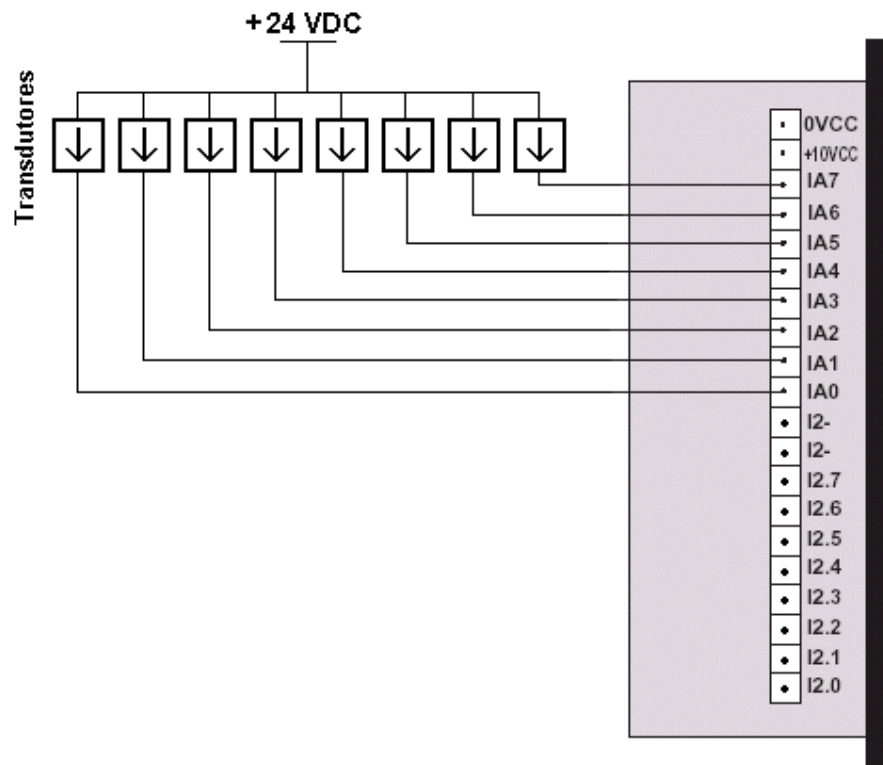 +24 VDC
Transdutores
0VCC
+10VCC
IA7
IA6
IA5
IA4
IA3
IA2
IA1
IA0
I2-
I2-
I2.7
I2.6
I2.5
I2.4
I2.3
I2.2
I2.1
I2.0